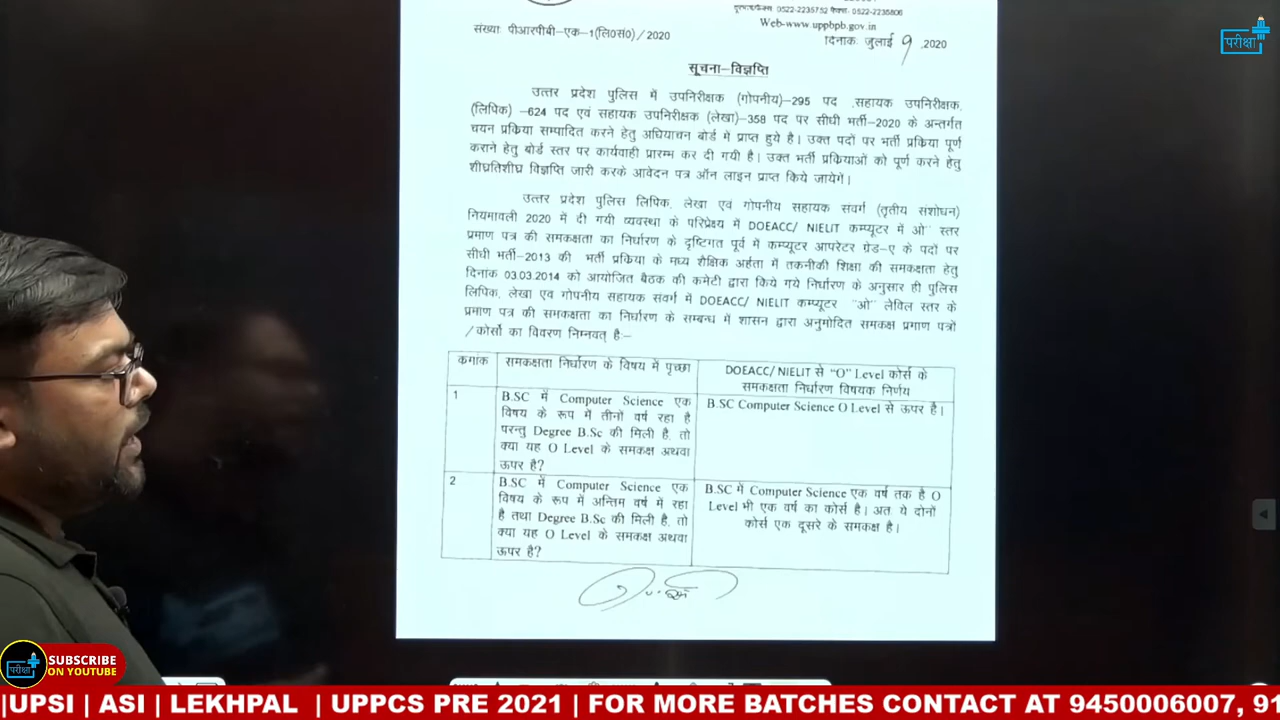 दूरभाष/फैक्स 0522-2235752 फैक्स: 0522-2235806
Web-www.uppbpb.gov.in
संख्याः पीआरपीबी-एक-1(लि0सं0)/2020
दिनांकः जुलाई 9, 2020
परीक्षा
सूचना-विज्ञप्ति
उत्तर प्रदेश पुलिस में उपनिरीक्षक (गोपनीय)-295 पद ,सहायक उपनिरीक्षक,
(लिपिक) -624 पद एवं सहायक उपनिरीक्षक (लेखा)-358 पद पर सीधी भर्ती-2020 के अन्तर्गत
चयन प्रकिया सम्पादित करने हेतु अधियाचन बोर्ड में प्राप्त हुये है। उक्त पदों पर भर्ती प्रकिया पूर्ण
कराने हेतु बोर्ड स्तर पर कार्यवाही प्रारम्भ कर दी गयी है। उक्त भर्ती प्रकियाओं को पूर्ण करने हेतु
शीघ्रतिशीघ्र विज्ञप्ति जारी करके आवेदन पत्र ऑन लाइन प्राप्त किये जायेगें।
उत्तर प्रदेश पुलिस लिपिक, लेखा एवं गोपनीय सहायक संवर्ग (तृतीय संशोधन)
नियमावली 2020 में दी गयी व्यवस्था के परिप्रेक्ष्य में DOEACC/ NIELIT कम्प्यूटर में ओ" स्तर
प्रमाण पत्र की समकक्षता का निर्धारण के दृष्टिगत पूर्व में कम्प्यूटर आपरेटर ग्रेड-ए के पदों पर
सीधी भर्ती-2013 की भर्ती प्रकिया के मध्य शैक्षिक अर्हता में तकनीकी शिक्षा की समकक्षता हेतु
दिनांक 03.03.2014 को आयोजित बैठक की कमेटी द्वारा किये गये निर्धारण के अनुसार ही पुलिस
लिपिक, लेखा एवं गोपनीय सहायक संवर्ग में DOEACC/ NIELIT कम्प्यूटर "ओ" लेविल स्तर के
प्रमाण पत्र की समकक्षता का निर्धारण के सम्बन्ध में शासन द्वारा अनुमोदित समकक्ष प्रमाण पत्रों
/कोर्सो का विवरण निम्नवत् हैः-
कमांक
समकक्षता निर्धारण के विषय में पृच्छा
DOEACC/ NIELIT से "O" Level कोर्स के
समकक्षता निर्धारण विषयक निर्णय
1
B.SC में Computer Science एक
विषय के रूप में तीनों वर्ष रहा है
परन्तु Degree B.Sc की मिली है, तो
क्या यह O Level के समकक्ष अथवा
ऊपर है?
B.SC Computer Science O Level से ऊपर है।
2
B.SC में Computer Science एक
विषय के रूप में अन्तिम वर्ष में रहा
है तथा Degree B.Sc की मिली है, तो
क्या यह O Level के समकक्ष अथवा
ऊपर है?
B.SC में Computer Science एक वर्ष तक है O
Level भी एक वर्ष का कोर्स है। अत ये दोनों
कोर्स एक दूसरे के समकक्ष है।
परीक्षा
SUBSCRIBE
ON YOUTUBE
|UPSI | ASI | LEKHPAL | UPPCS PRE 2021 | FOR MORE BATCHES CONTACT AT 9450006007, 91